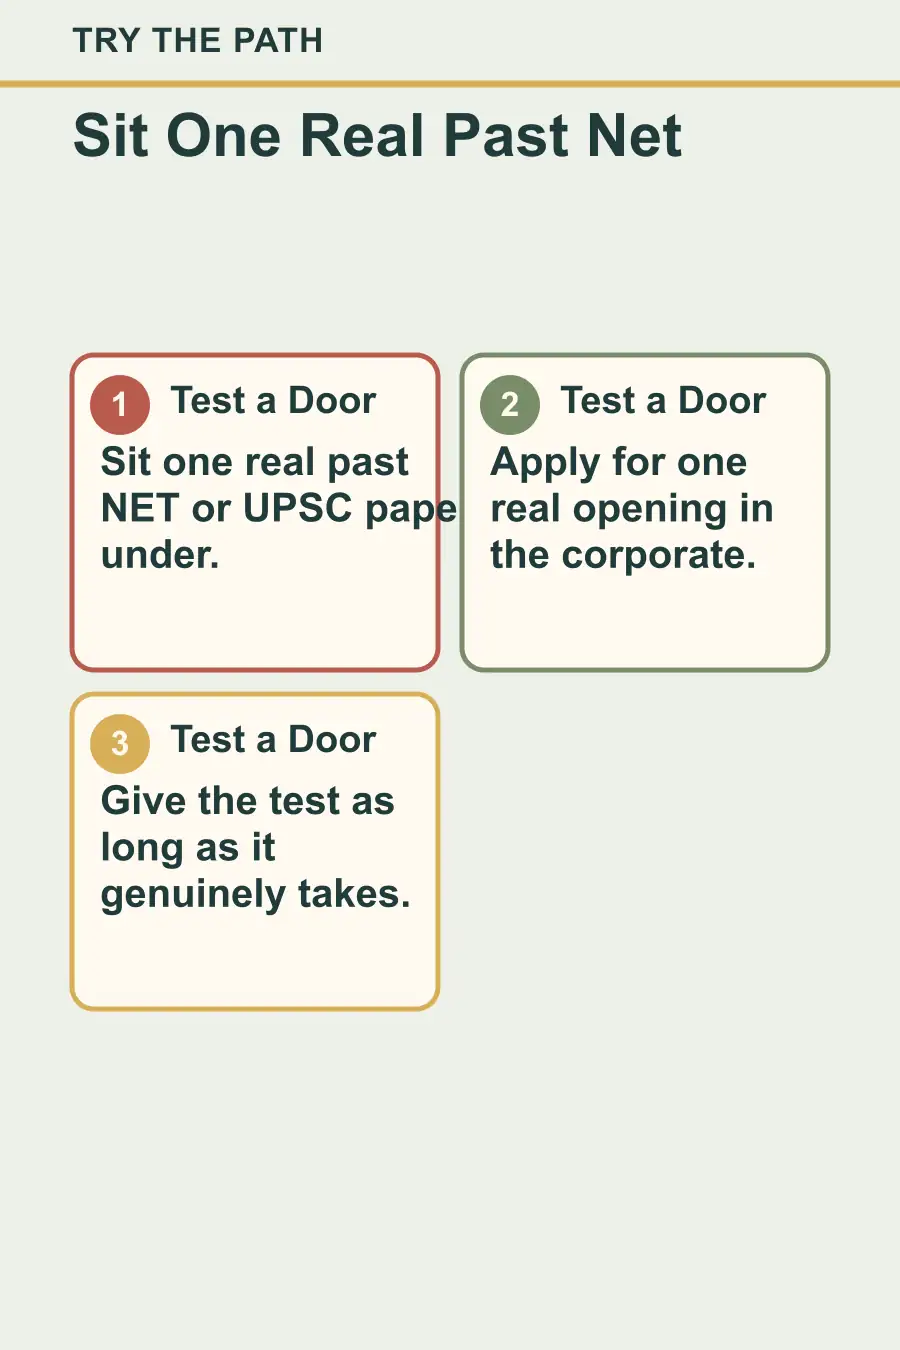 TRY THE PATH
Sit One Real Past Net
1
Test a Door
Sit one real past
NET or UPSC pape
under.
2
Test a Door
Apply for one
real opening in
the corporate.
3
Test a Door
Give the test as
long as it
genuinely takes.